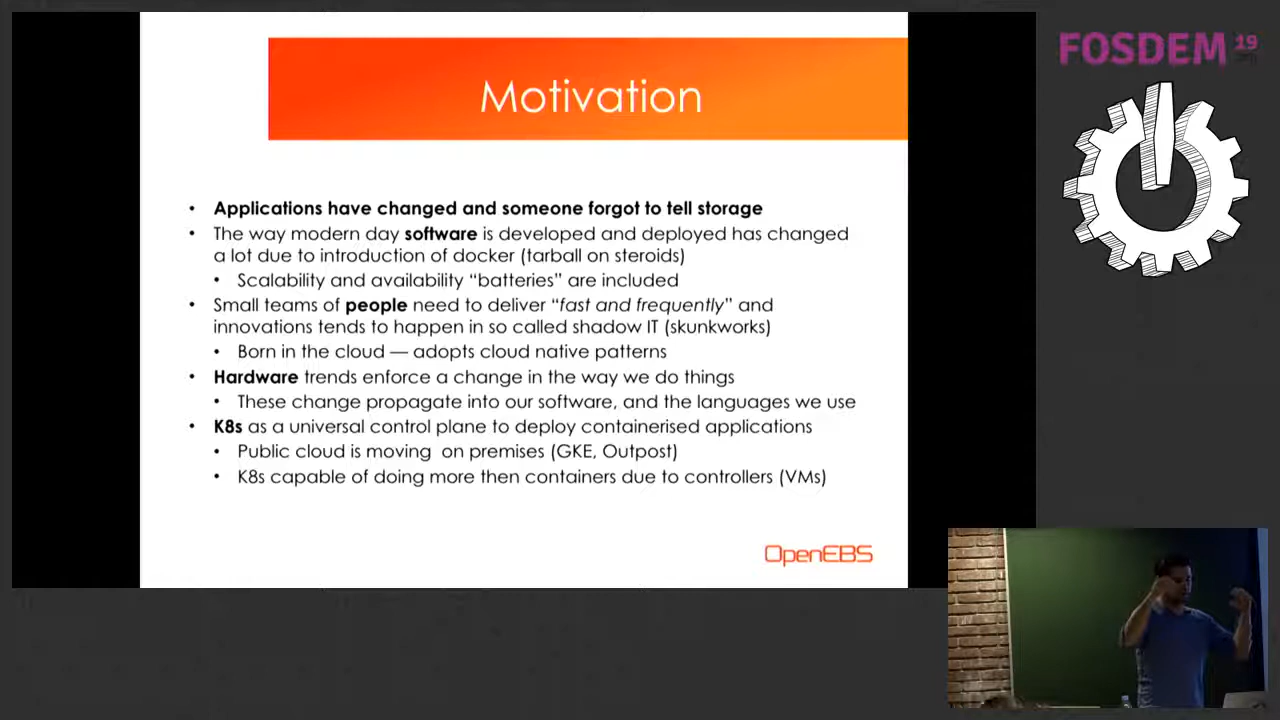 Motivation
• Applications have changed and someone forgot to tell storage
• The way modern day software is developed and deployed has changed
a lot due to introduction of docker (tarball on steroids)
• Scalability and availability “batteries” are included
• Small teams of people need to deliver “fast and frequently” and
innovations tends to happen in so called shadow IT (skunkworks)
• Born in the cloud — adopts cloud native patterns
• Hardware trends enforce a change in the way we do things
• These change propagate into our software, and the languages we use
• K8s as a universal control plane to deploy containerised applications
• Public cloud is moving  on premises (GKE, Outpost)
• K8s capable of doing more then containers due to controllers (VMs)
OpenEBS
FOSDEM 19